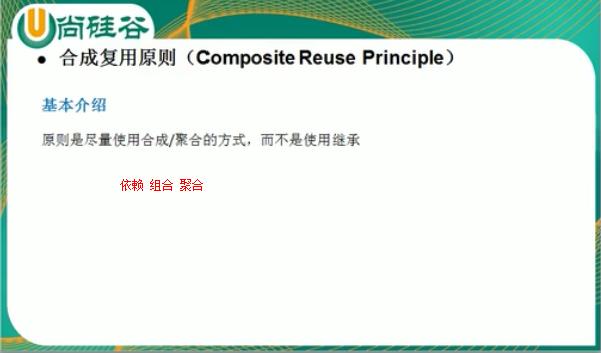 尚硅谷
● 合成复用原则（Composite Reuse Principle）
基本介绍
原则是尽量使用合成/聚合的方式，而不是使用继承
依赖 组合 聚合